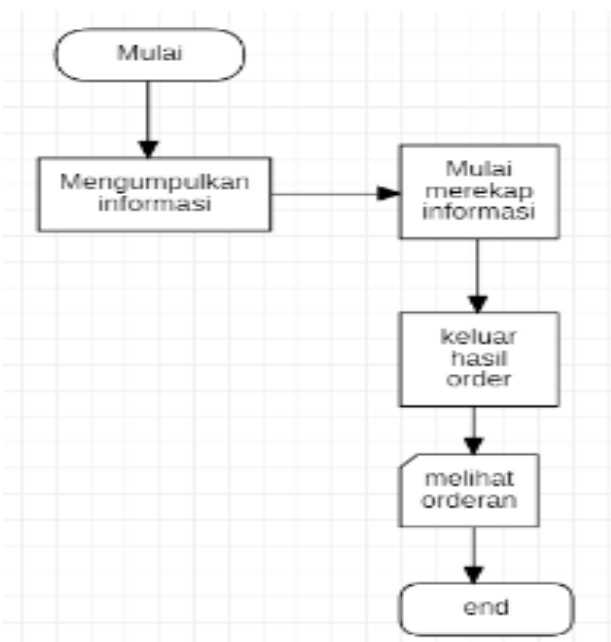 Mulai
Mengumpulkan
informasi
Mulai
merekap
informasi
keluar
hasil
order
melihat
orderan
end